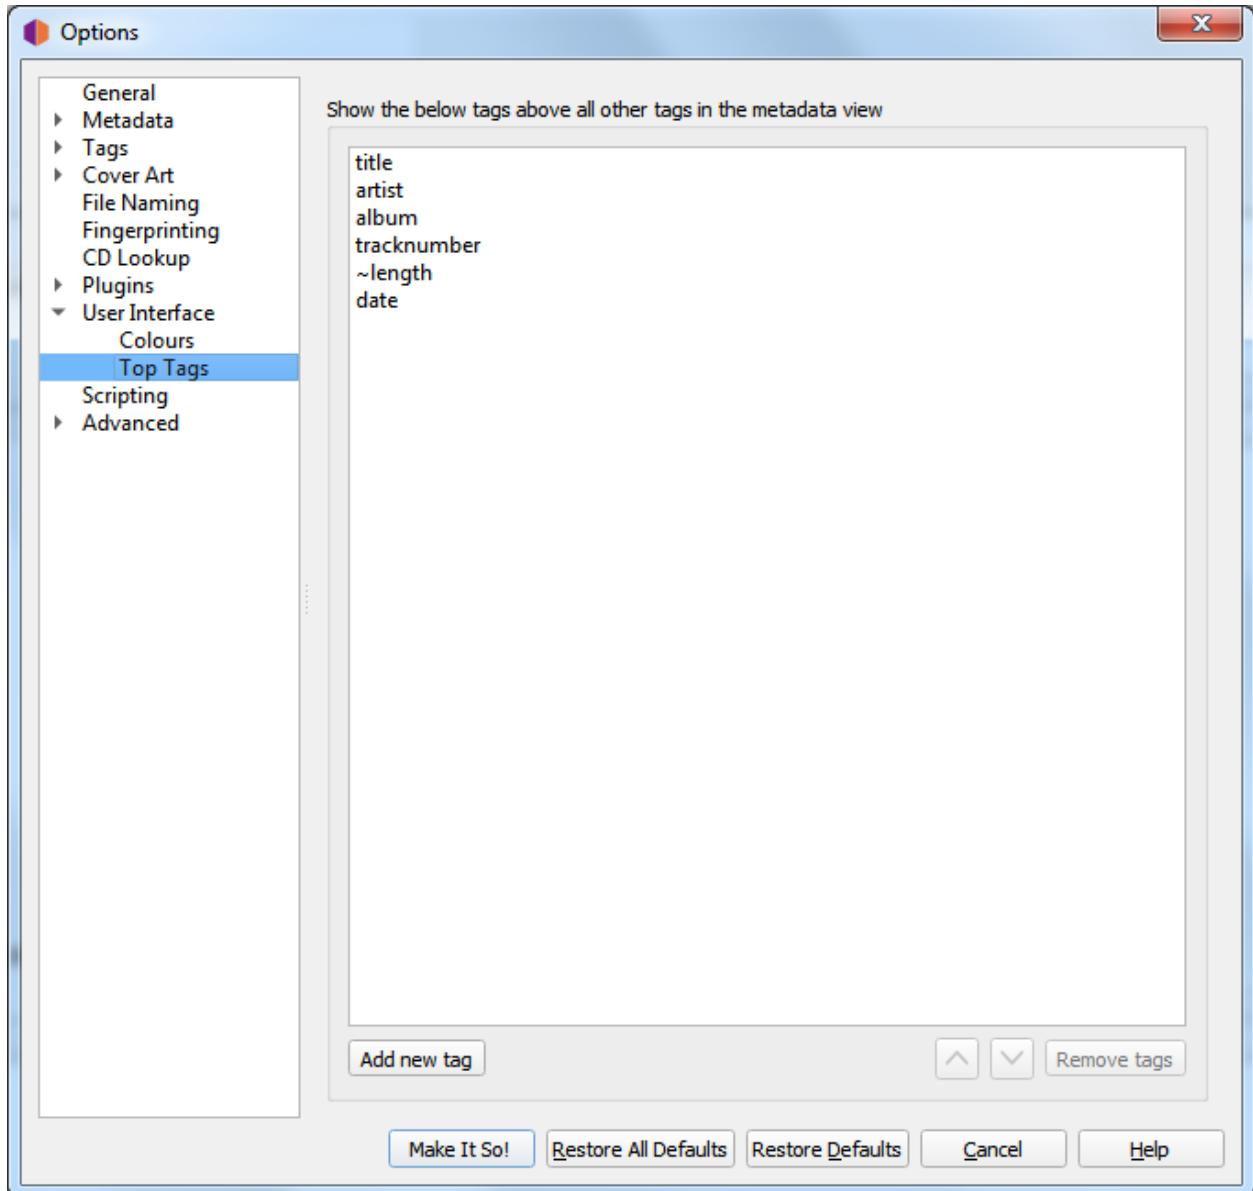 Options
General
Metadata
Tags
Cover Art
File Naming
Fingerprinting
CD Lookup
Plugins
User Interface
Colours
Top Tags
Scripting
Advanced
Show the below tags above all other tags in the metadata view
title
artist
album
tracknumber
~length
date
Add new tag
Remove tags
Make It So!
Restore All Defaults
Restore Defaults
Cancel
Help